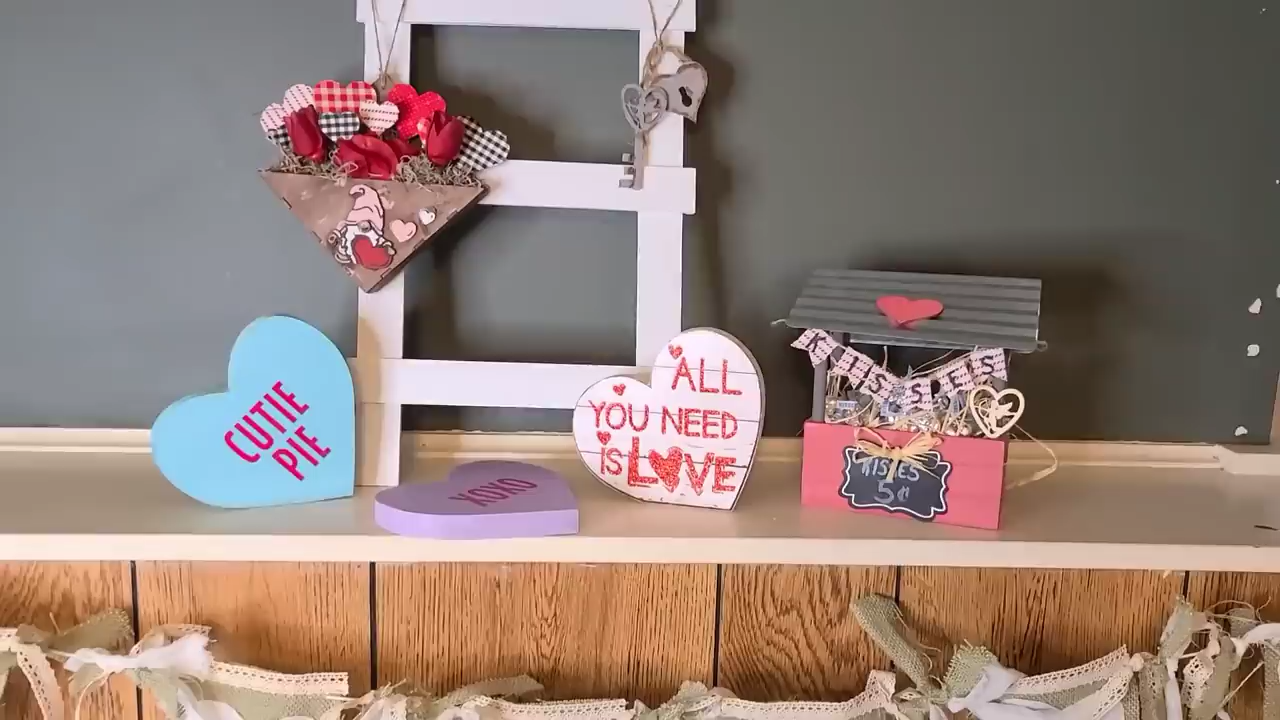 CUTIE
PIE
XOXO
ALL
YOU NEED
IS LOVE
KISSES
KISSES
5¢